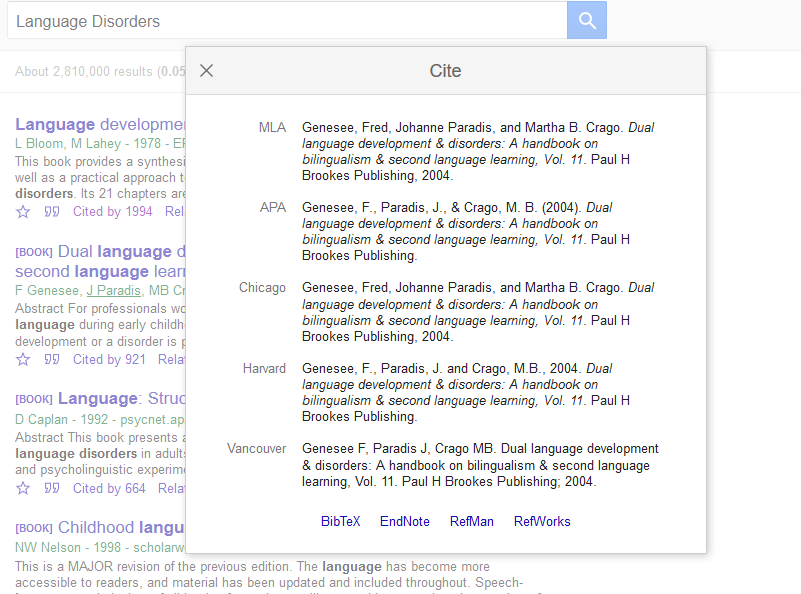 Language Disorders
About 2,810,000 results (0.05
Cite
Language developme
L Bloom, M Lahey - 1978 - EF
This book provides a synthesi
well as a practical approach t
disorders. Its 21 chapters are
Cited by 1994 Rel
[BOOK] Dual language d
second language learn
F Genesee, J Paradis, MB Cr
Abstract For professionals wo
language during early childh
development or a disorder is p
Cited by 921 Relat
[BOOK] Language: Struc
D Caplan - 1992 - psycnet.ap
Abstract This book presents a
language disorders in adults
and psycholinguistic experime
Cited by 664 Relat
[BOOK] Childhood langu
NW Nelson - 1998 - scholarw
This is a MAJOR revision of the previous edition. The language has become more
accessible to readers, and material has been updated and included throughout. Speech-
MLA Genesee, Fred, Johanne Paradis, and Martha B. Crago. Dual
language development & disorders: A handbook on
bilingualism & second language learning, Vol. 11. Paul H
Brookes Publishing, 2004.
APA Genesee, F., Paradis, J., & Crago, M. B. (2004). Dual
language development & disorders: A handbook on
bilingualism & second language learning, Vol. 11. Paul H
Brookes Publishing.
Chicago Genesee, Fred, Johanne Paradis, and Martha B. Crago. Dual
language development & disorders: A handbook on
bilingualism & second language learning, Vol. 11. Paul H
Brookes Publishing, 2004.
Harvard Genesee, F., Paradis, J. and Crago, M.B., 2004. Dual
language development & disorders: A handbook on
bilingualism & second language learning, Vol. 11. Paul H
Brookes Publishing.
Vancouver Genesee F, Paradis J, Crago MB. Dual language development
& disorders: A handbook on bilingualism & second language
learning, Vol. 11. Paul H Brookes Publishing; 2004.
BibTeX EndNote RefMan RefWorks